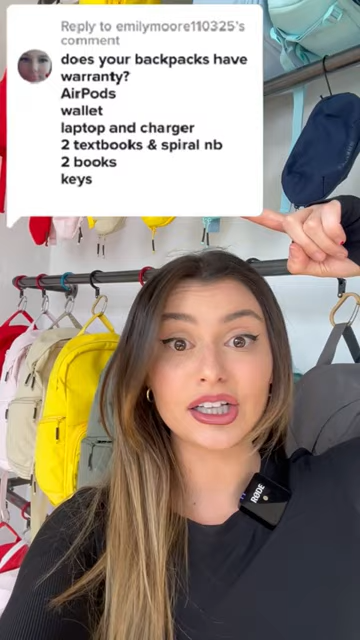 Reply to emilymoore110325's
comment
does your backpacks have
warranty?
AirPods
wallet
laptop and charger
2 textbooks & spiral nb
2 books
keys
RØDE